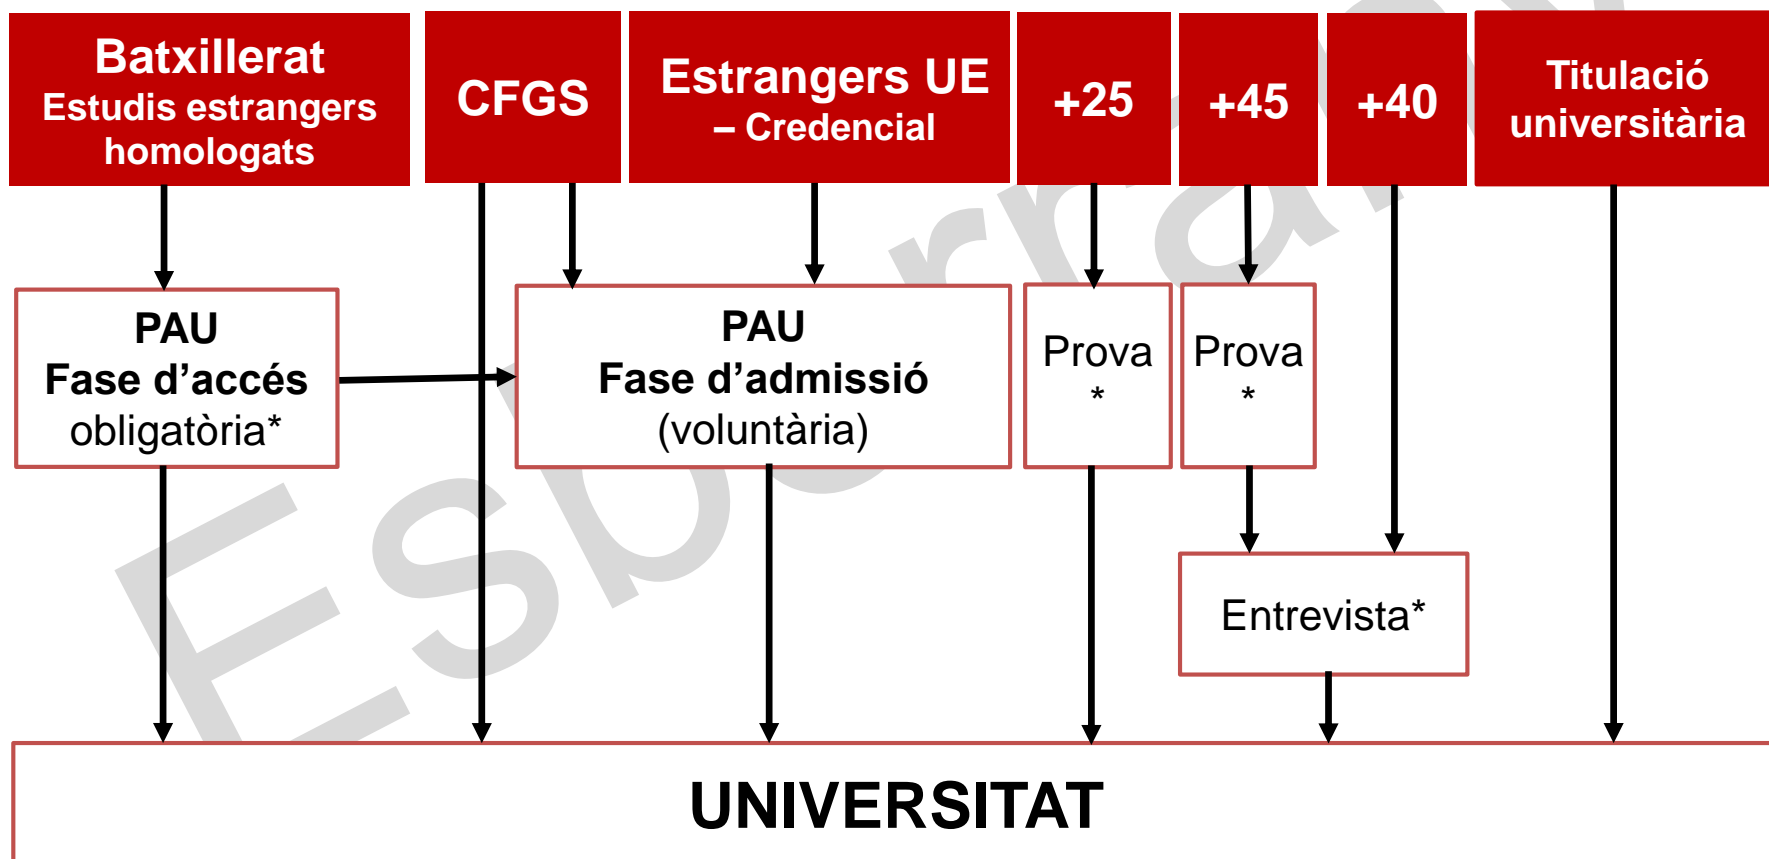 Batxillerat
Estudis estrangers
homologats
CFGS
Estrangers UE
– Credencial
+25
+45
+40
Titulació
universitària
PAU
Fase d'accés
obligatòria*
PAU
Fase d'admissió
(voluntària)
Prova
*
Prova
*
Entrevista*
UNIVERSITAT